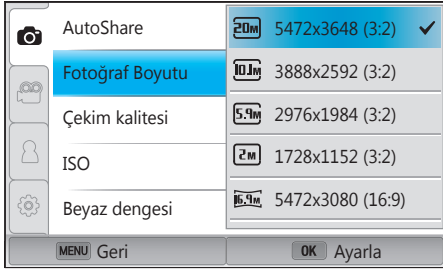 AutoShare
Fotoğraf Boyutu
Çekim kalitesi
ISO
Beyaz dengesi
20M 5472x3648 (3:2)
10.1M 3888x2592 (3:2)
5.9M 2976x1984 (3:2)
2M 1728x1152 (3:2)
16.9M 5472x3080 (16:9)
MENU Geri
OK Ayarla